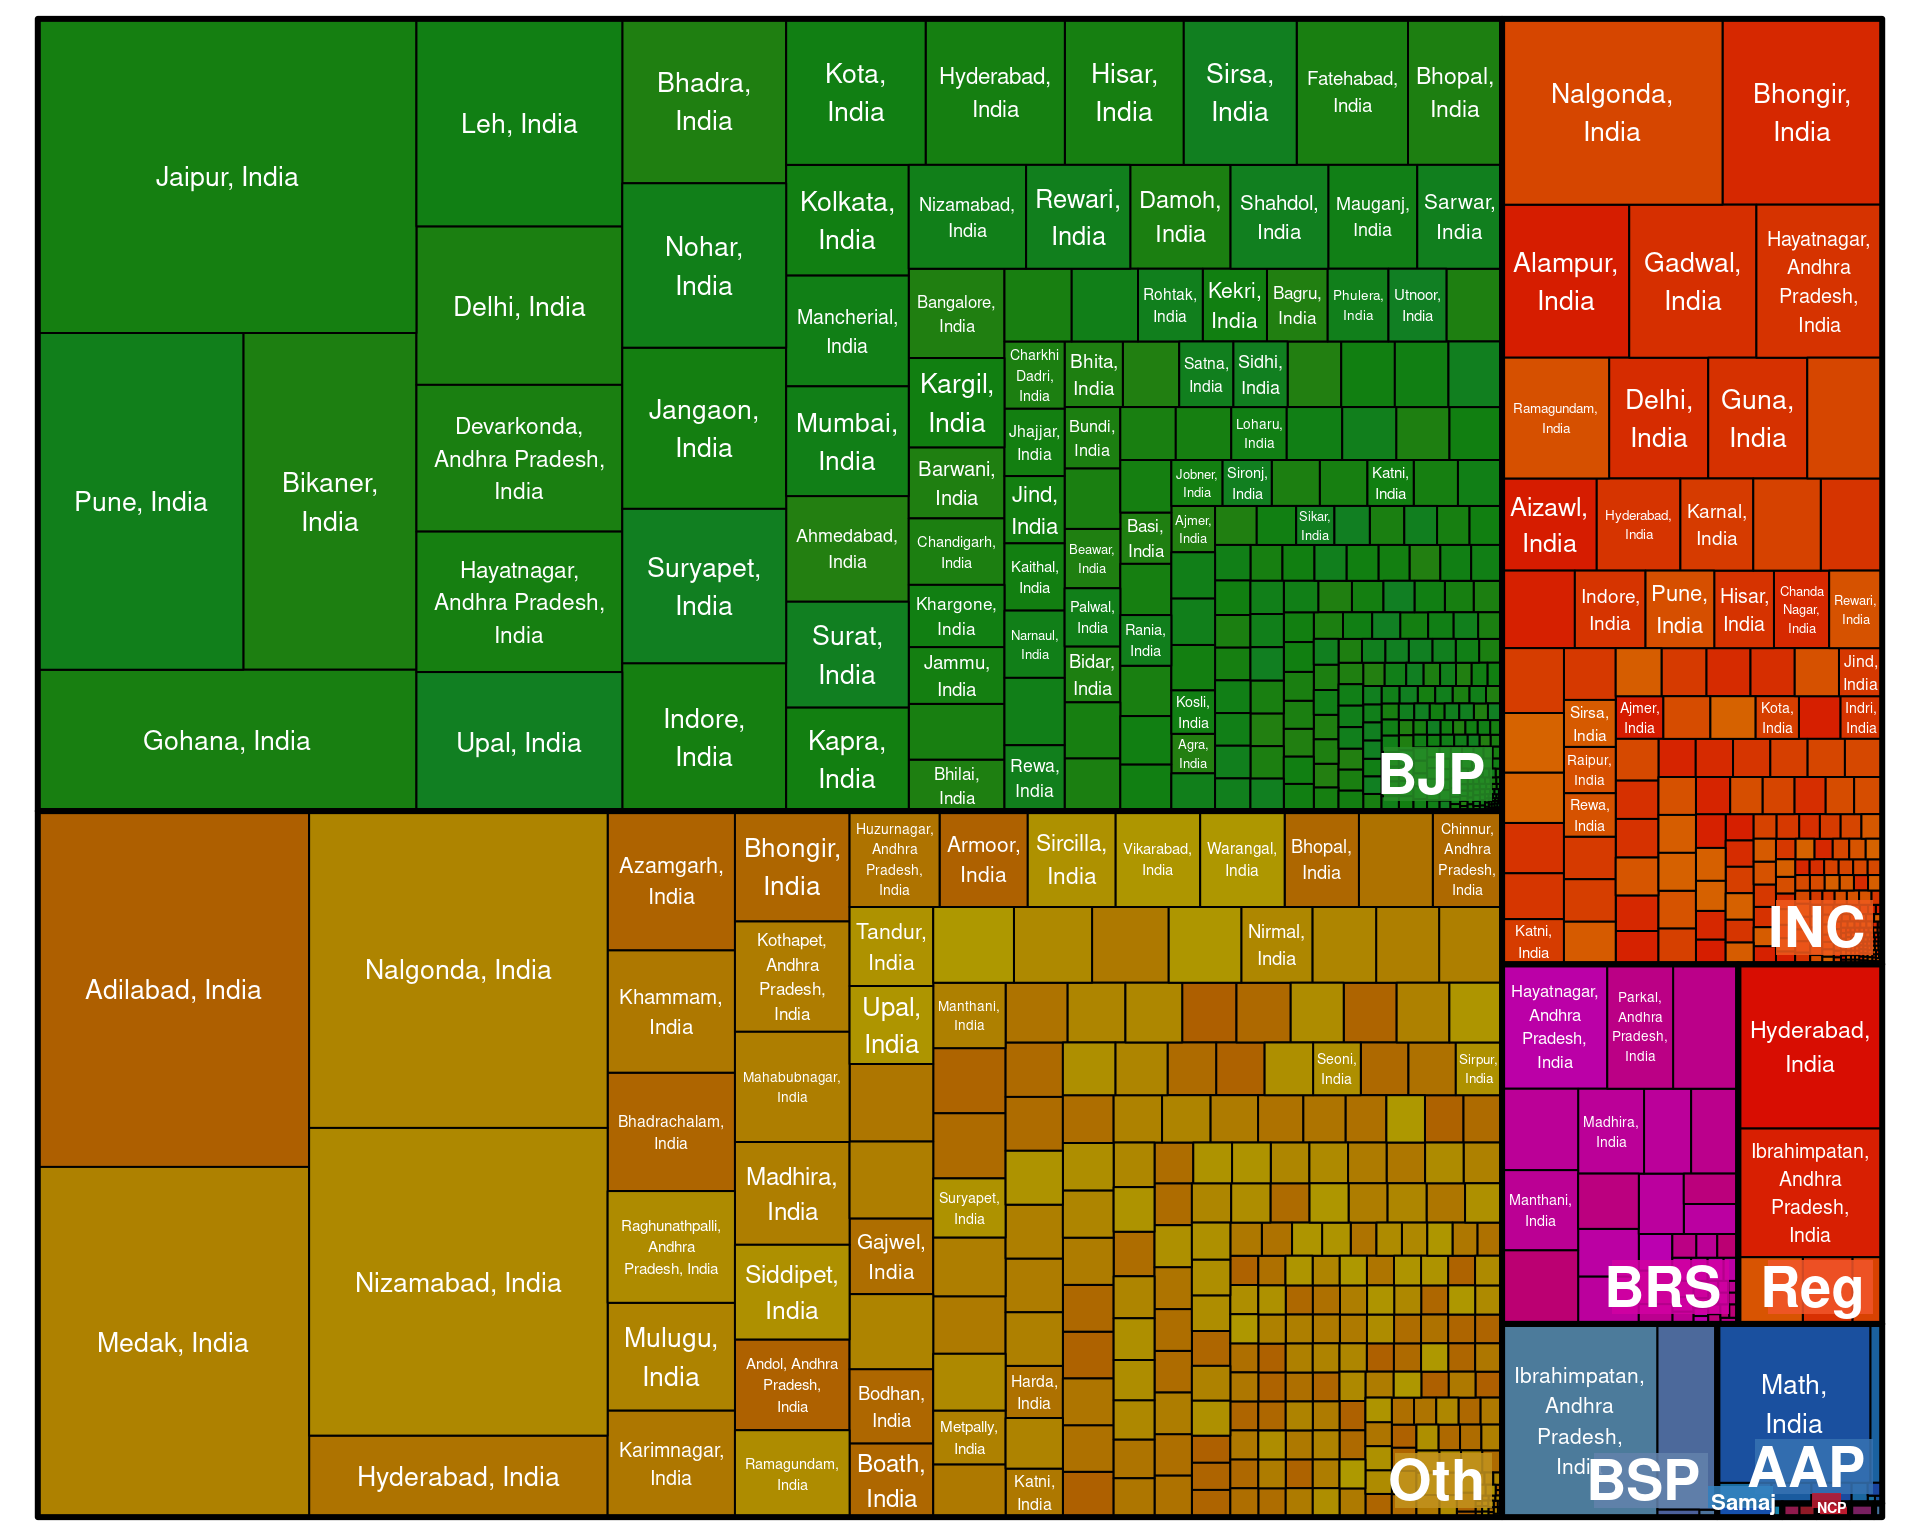 Jaipur, India
Pune, India
Bikaner,
India
Gohana, India
Leh, India
Delhi, India
Devarkonda,
Andhra Pradesh,
India
Hayatnagar,
Andhra Pradesh,
India
Upal, India
Bhadra,
India
Nohar,
India
Jangaon,
India
Suryapet,
India
Indore,
India
Kota,
India
Hyderabad,
India
Hisar,
India
Sirsa,
India
Fatehabad,
India
Bhopal,
India
Kolkata,
India
Mancherial,
India
Mumbai,
India
Ahmedabad,
India
Surat,
India
Kapra,
India
Nizamabad,
India
Rewari,
India
Damoh,
India
Shahdol,
India
Mauganj,
India
Sarwar,
India
Bangalore,
India
Kargil,
India
Barwani,
India
Chandigarh,
India
Khargone,
India
Jammu,
India
Bhilai,
India
Rohtak,
India
Kekri,
India
Bagru,
India
Phulera,
India
Utnoor,
India
Charkhi
Dadri,
India
Jhajjar,
India
Jind,
India
Kaithal,
India
Narnaul,
India
Rewa,
India
Bhita,
India
Bundi,
India
Beawar,
India
Palwal,
India
Bidar,
India
Satna,
India
Sidhi,
India
Loharu,
India
Basi,
India
Rania,
India
Jobner,
India
Sironj,
India
Katni,
India
Ajmer,
India
Sikar,
India
Kosli,
India
Agra,
India
BJP
Nalgonda,
India
Bhongir,
India
Alampur,
India
Gadwal,
India
Hayatnagar,
Andhra
Pradesh,
India
Ramagundam,
India
Delhi,
India
Guna,
India
Aizawl,
India
Hyderabad,
India
Karnal,
India
Indore,
India
Pune,
India
Hisar,
India
Chanda
Nagar,
India
Rewari,
India
Jind,
India
Sirsa,
India
Ajmer,
India
Kota,
India
Indri,
India
Raipur,
India
Rewa,
India
Katni,
India
INC
Adilabad, India
Medak, India
Nalgonda, India
Nizamabad, India
Hyderabad, India
Azamgarh,
India
Khammam,
India
Bhadrachalam,
India
Raghunathpalli,
Andhra
Pradesh, India
Mulugu,
India
Karimnagar,
India
Bhongir,
India
Kothapet,
Andhra
Pradesh,
India
Mahabubnagar,
India
Madhira,
India
Siddipet,
India
Andol, Andhra
Pradesh,
India
Ramagundam,
India
Huzurnagar,
Andhra
Pradesh,
India
Armoor,
India
Sircilla,
India
Vikarabad,
India
Warangal,
India
Bhopal,
India
Chinnur,
Andhra
Pradesh,
India
Tandur,
India
Upal,
India
Gajwel,
India
Bodhan,
India
Boath,
India
Nirmal,
India
Manthani,
India
Suryapet,
India
Metpally,
India
Seoni,
India
Sirpur,
India
Harda,
India
Katni,
India
Oth
Hayatnagar,
Andhra
Pradesh,
India
Parkal,
Andhra
Pradesh,
India
Madhira,
India
Manthani,
India
BRS
Hyderabad,
India
Ibrahimpatan,
Andhra
Pradesh,
India
Reg
Ibrahimpatan,
Andhra
Pradesh,
India
BSP
Math,
India
AAP
Samaj
NCP